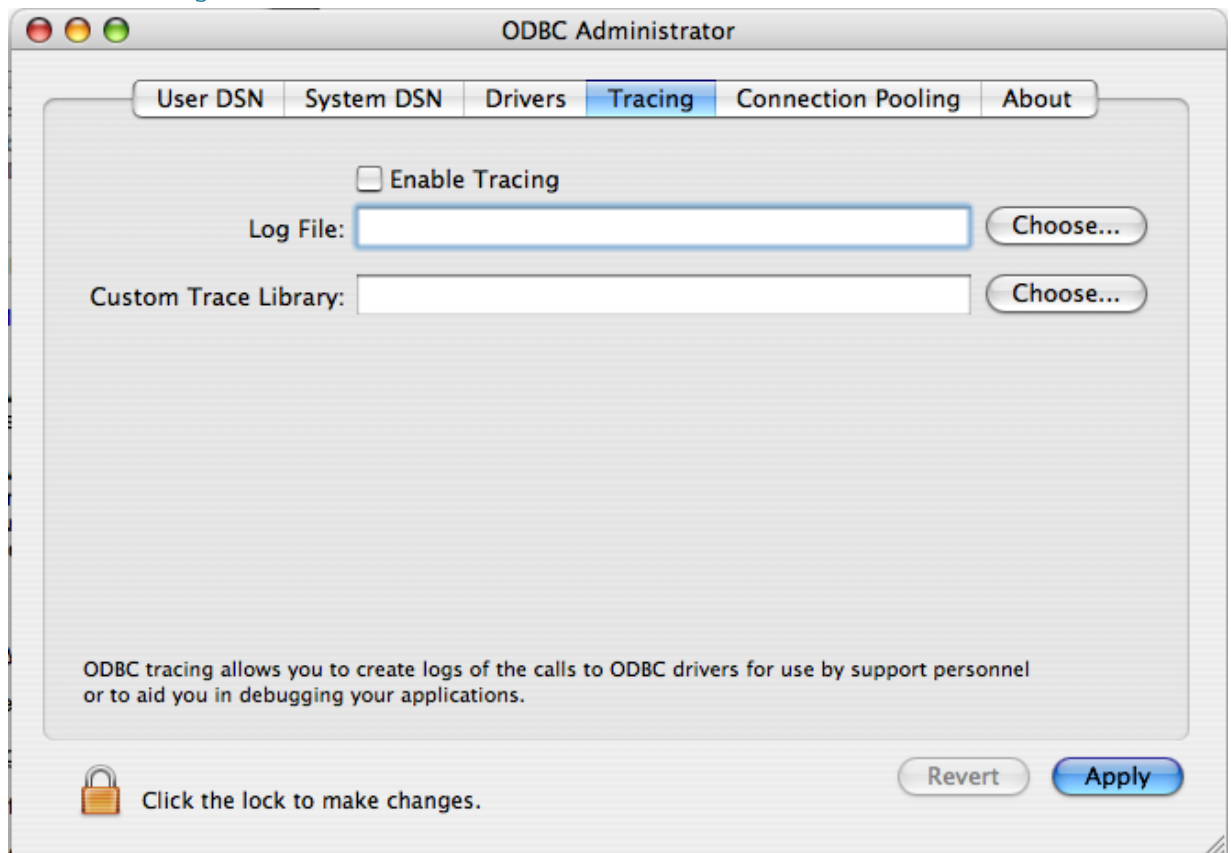 ODBC Administrator
User DSN System DSN Drivers Tracing Connection Pooling About
Enable Tracing
Log File: Choose...
Custom Trace Library: Choose...
ODBC tracing allows you to create logs of the calls to ODBC drivers for use by support personnel
or to aid you in debugging your applications.
Click the lock to make changes.
Revert Apply